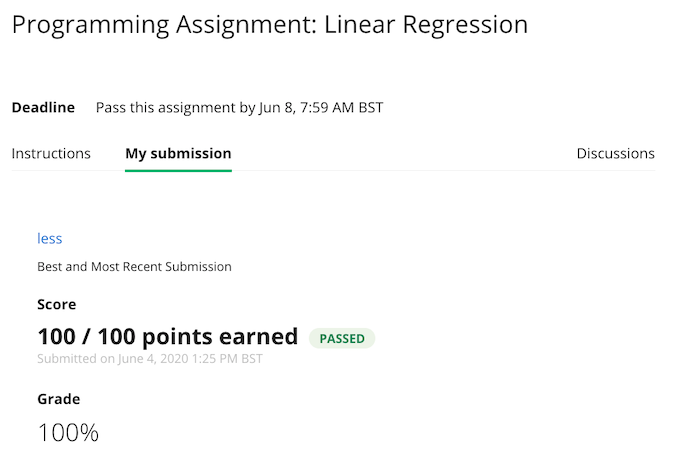 Programming Assignment: Linear Regression
Deadline Pass this assignment by Jun 8, 7:59 AM BST
Instructions My submission Discussions
less
Best and Most Recent Submission
Score
100 / 100 points earned PASSED
Submitted on June 4, 2020 1:25 PM BST
Grade
100%